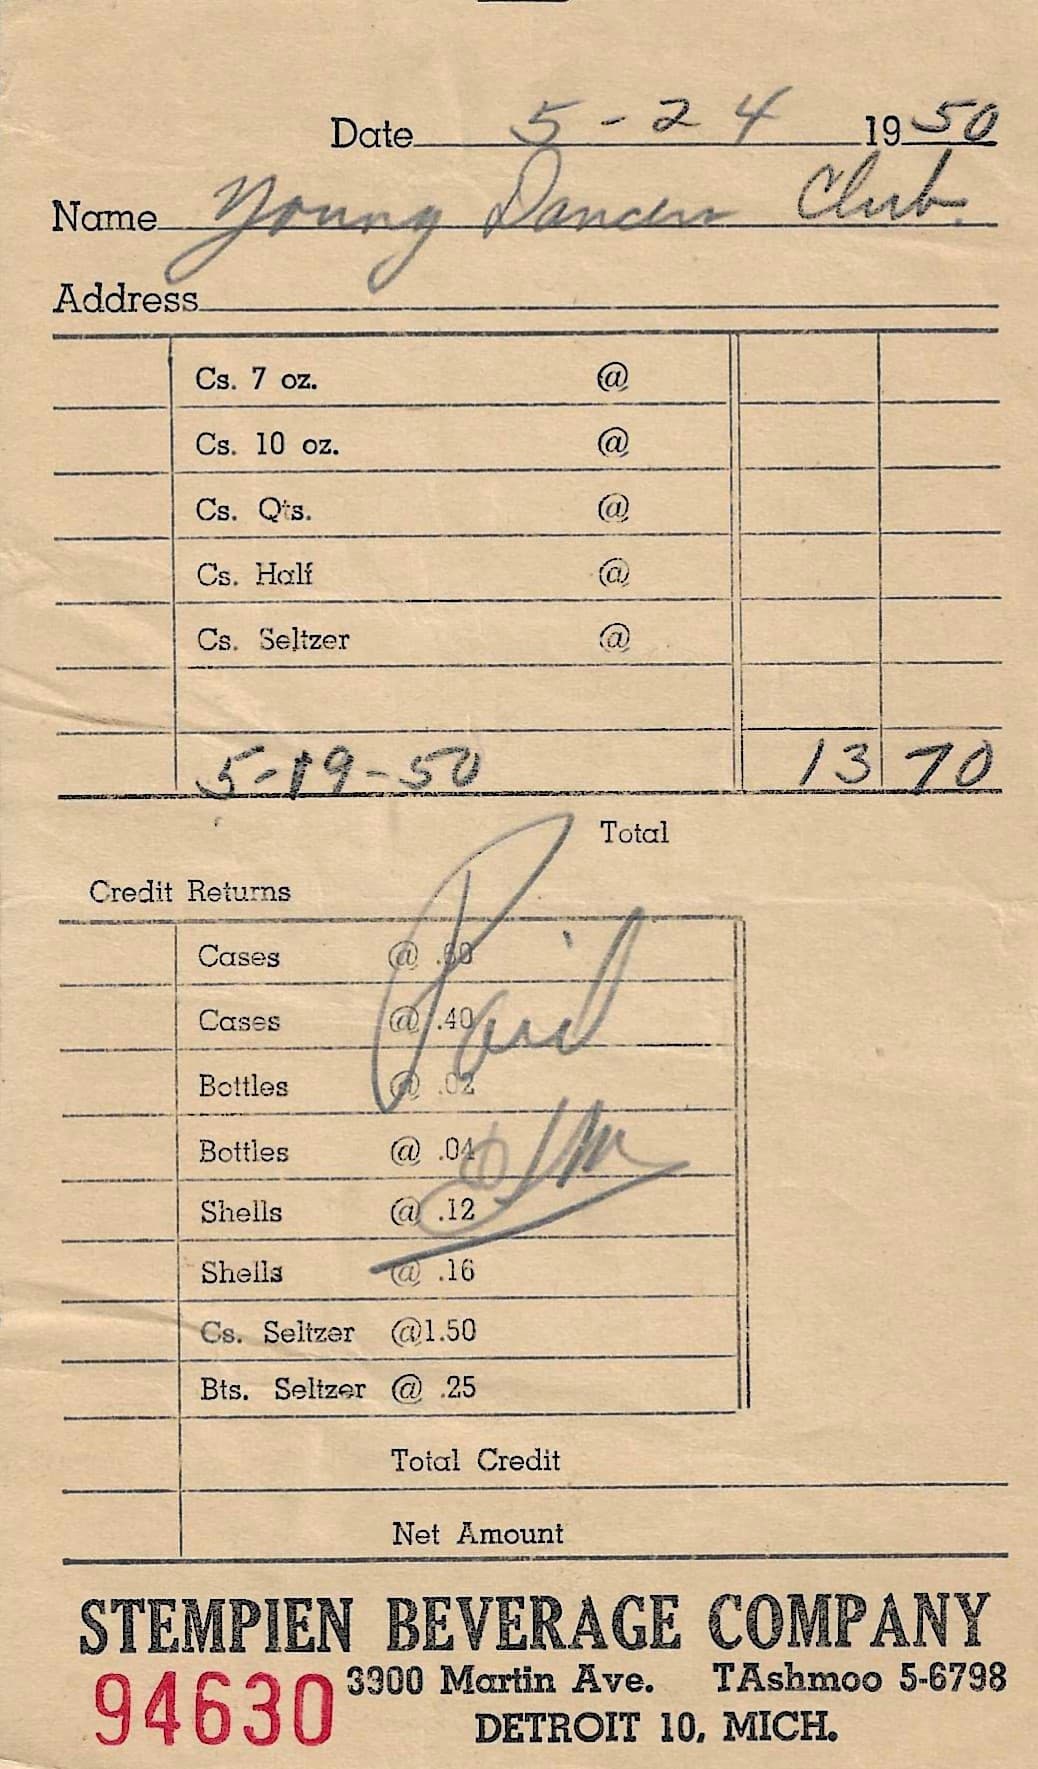 Date 5-24 1950
Name Young Dancers Club
Address
Cs. 7 oz. @
Cs. 10 oz. @
Cs. Qts. @
Cs. Half @
Cs. Seltzer @
5-19-50 13 70
Total
Credit Returns
Cases @ .60
Cases @ .40
Paid
Bottles @ .02
Bottles @ .04
Shells @ .12
Shells @ .16
Cs. Seltzer @1.50
Bts. Seltzer @ .25
Total Credit
Net Amount
STEMPIEN BEVERAGE COMPANY
94630 3900 Martin Ave. TAshmoo 5-6798
DETROIT 10, MICH.